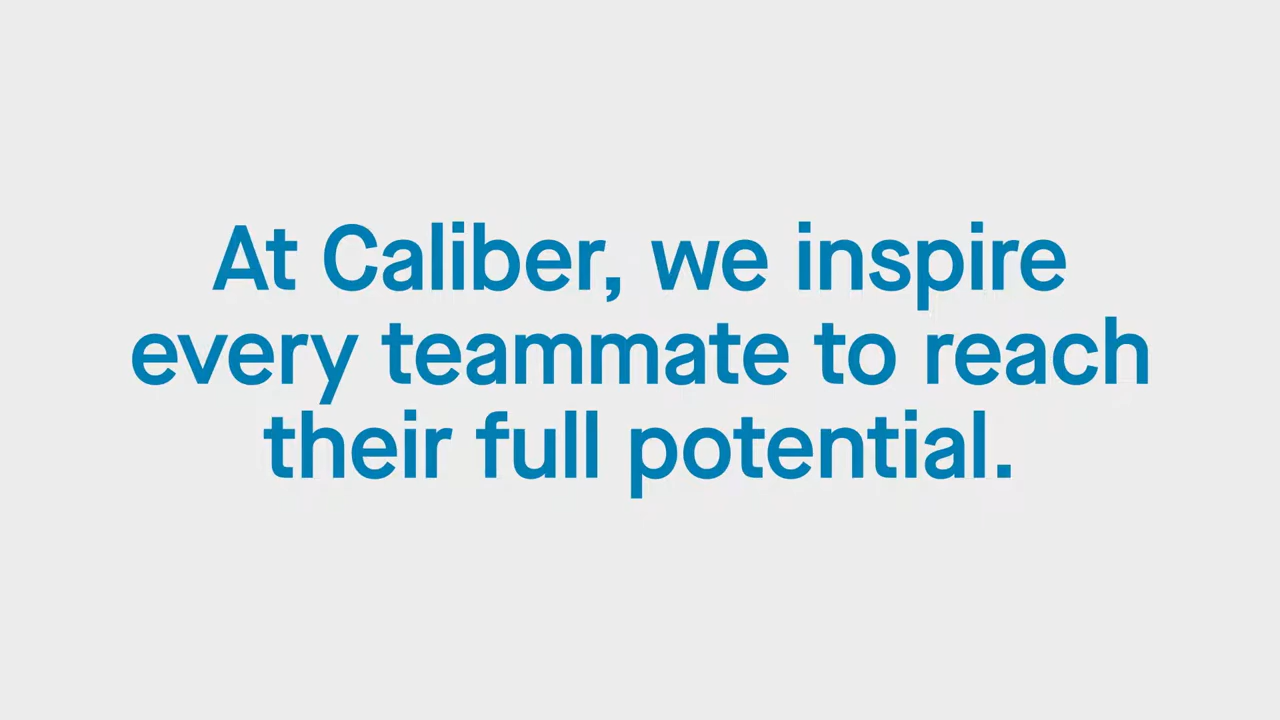 At Caliber, we inspire
every teammate to reach
their full potential.